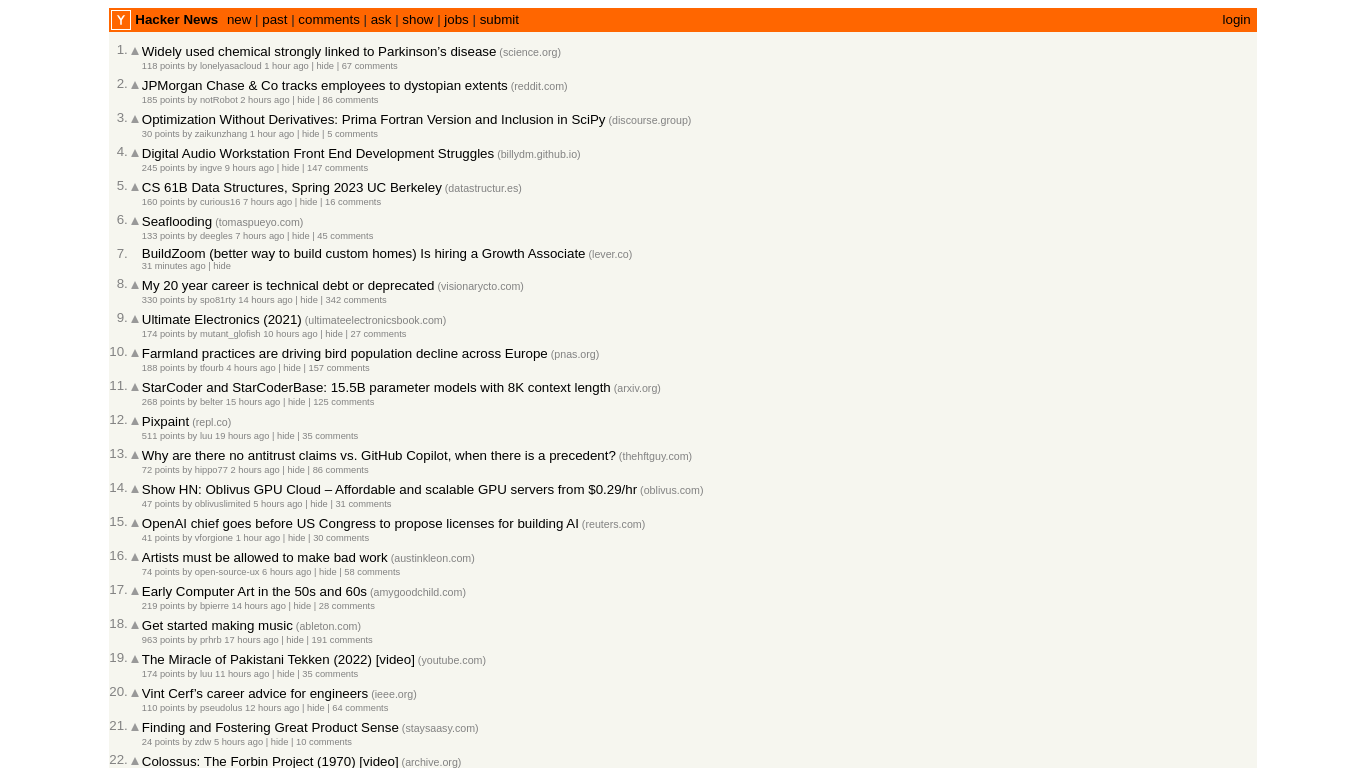 Y Hacker News new | past | comments | ask | show | jobs | submit login
1. ▲ Widely used chemical strongly linked to Parkinson’s disease (science.org)
118 points by lonelyasacloud 1 hour ago | hide | 67 comments
2. ▲ JPMorgan Chase & Co tracks employees to dystopian extents (reddit.com)
185 points by notRobot 2 hours ago | hide | 86 comments
3. ▲ Optimization Without Derivatives: Prima Fortran Version and Inclusion in SciPy (discourse.group)
30 points by zaikunzhang 1 hour ago | hide | 5 comments
4. ▲ Digital Audio Workstation Front End Development Struggles (billydm.github.io)
245 points by ingve 9 hours ago | hide | 147 comments
5. ▲ CS 61B Data Structures, Spring 2023 UC Berkeley (datastructur.es)
160 points by curious16 7 hours ago | hide | 16 comments
6. ▲ Seaflooding (tomaspueyo.com)
133 points by deegles 7 hours ago | hide | 45 comments
7. BuildZoom (better way to build custom homes) Is hiring a Growth Associate (lever.co)
31 minutes ago | hide
8. ▲ My 20 year career is technical debt or deprecated (visionarycto.com)
330 points by spo81rty 14 hours ago | hide | 342 comments
9. ▲ Ultimate Electronics (2021) (ultimateelectronicsbook.com)
174 points by mutant_glofish 10 hours ago | hide | 27 comments
10. ▲ Farmland practices are driving bird population decline across Europe (pnas.org)
188 points by tfourb 4 hours ago | hide | 157 comments
11. ▲ StarCoder and StarCoderBase: 15.5B parameter models with 8K context length (arxiv.org)
268 points by belter 15 hours ago | hide | 125 comments
12. ▲ Pixpaint (repl.co)
511 points by luu 19 hours ago | hide | 35 comments
13. ▲ Why are there no antitrust claims vs. GitHub Copilot, when there is a precedent? (thehftguy.com)
72 points by hippo77 2 hours ago | hide | 86 comments
14. ▲ Show HN: Oblivus GPU Cloud – Affordable and scalable GPU servers from $0.29/hr (oblivus.com)
47 points by oblivuslimited 5 hours ago | hide | 31 comments
15. ▲ OpenAI chief goes before US Congress to propose licenses for building AI (reuters.com)
41 points by vforgione 1 hour ago | hide | 30 comments
16. ▲ Artists must be allowed to make bad work (austinkleon.com)
74 points by open-source-ux 6 hours ago | hide | 58 comments
17. ▲ Early Computer Art in the 50s and 60s (amygoodchild.com)
219 points by bpierre 14 hours ago | hide | 28 comments
18. ▲ Get started making music (ableton.com)
963 points by prhrb 17 hours ago | hide | 191 comments
19. ▲ The Miracle of Pakistani Tekken (2022) [video] (youtube.com)
174 points by luu 11 hours ago | hide | 35 comments
20. ▲ Vint Cerf’s career advice for engineers (ieee.org)
110 points by pseudolus 12 hours ago | hide | 64 comments
21. ▲ Finding and Fostering Great Product Sense (staysaasy.com)
24 points by zdw 5 hours ago | hide | 10 comments
22. ▲ Colossus: The Forbin Project (1970) [video] (archive.org)